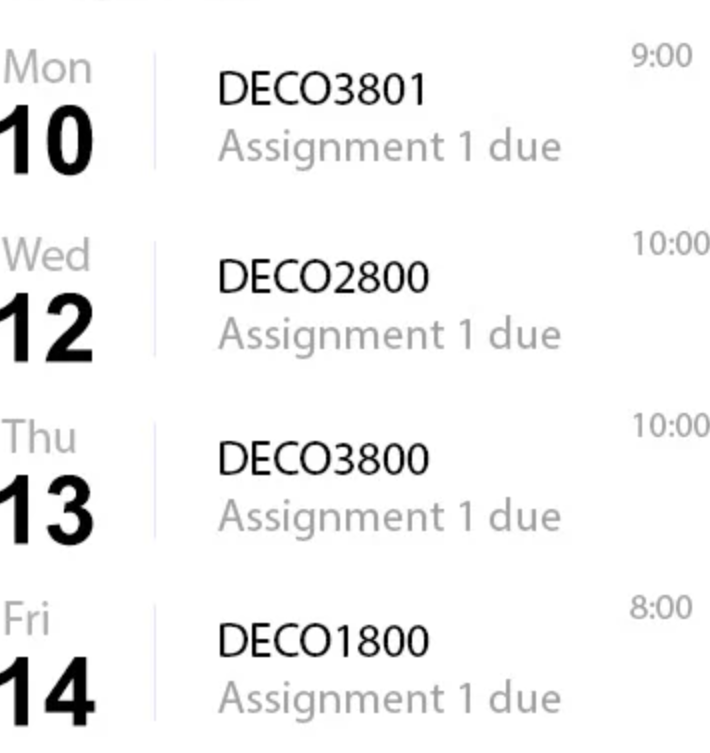 Mon
10
DECO3801
Assignment 1 due
9:00
Wed
12
DECO2800
Assignment 1 due
10:00
Thu
13
DECO3800
Assignment 1 due
10:00
Fri
14
DECO1800
Assignment 1 due
8:00